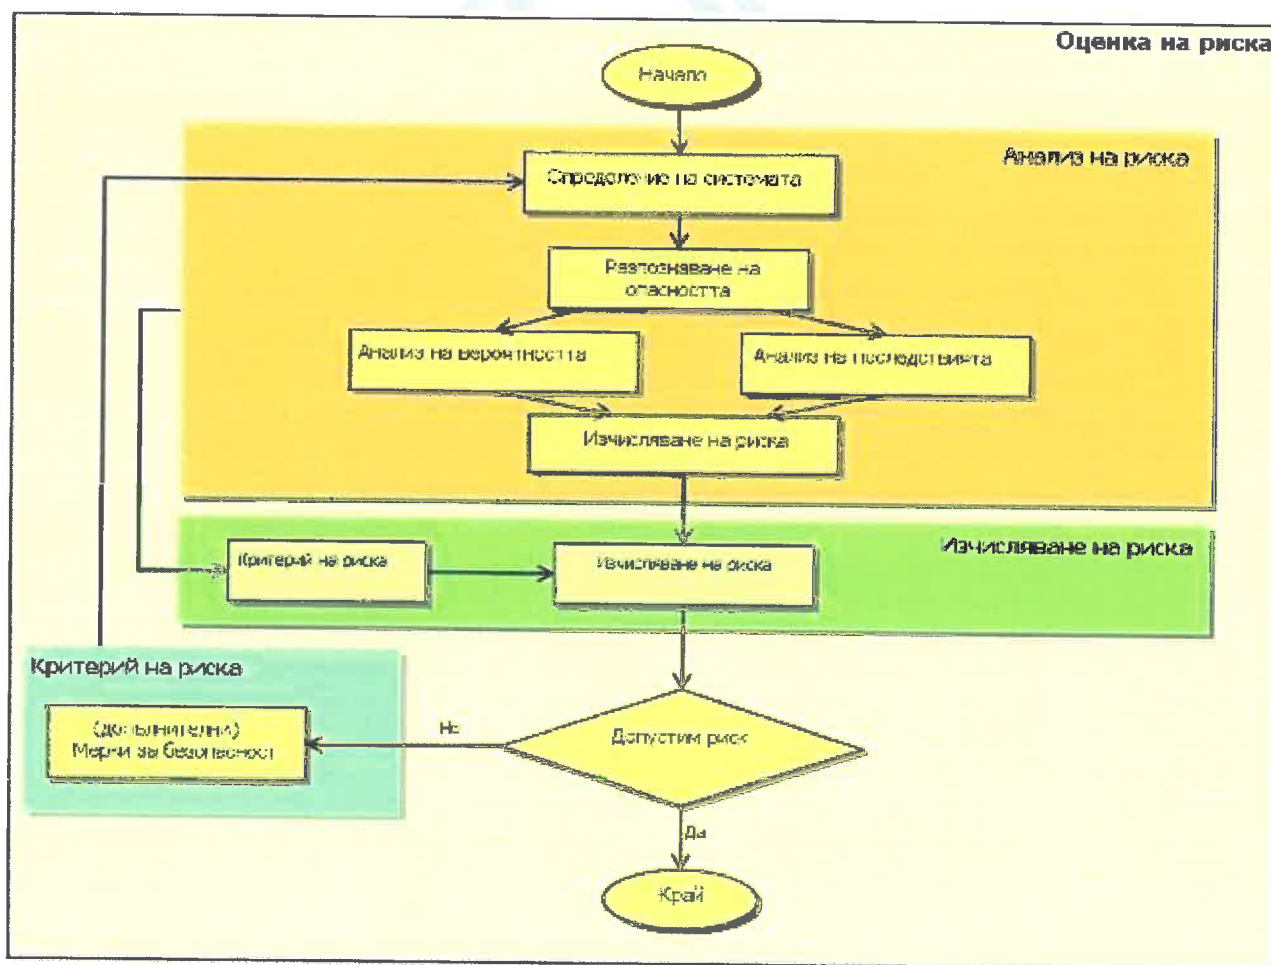 Оценка на риска
Начало
Анализ на риска
Определение на системата
Разпознаване на
опасността
Анализ на вероятността
Анализ на последствията
Изчисляване на риска
Изчисляване на риска
Критерий на риска
Изчисляване на риска
Критерий на риска
(допълнителни)
Мерки за безопасност
Не
Допустим риск
Да
Край